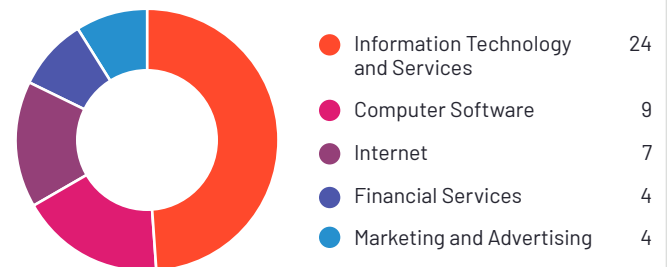 Information Technology 24
and Services
Computer Software 9
Internet 7
Financial Services 4
Marketing and Advertising 4